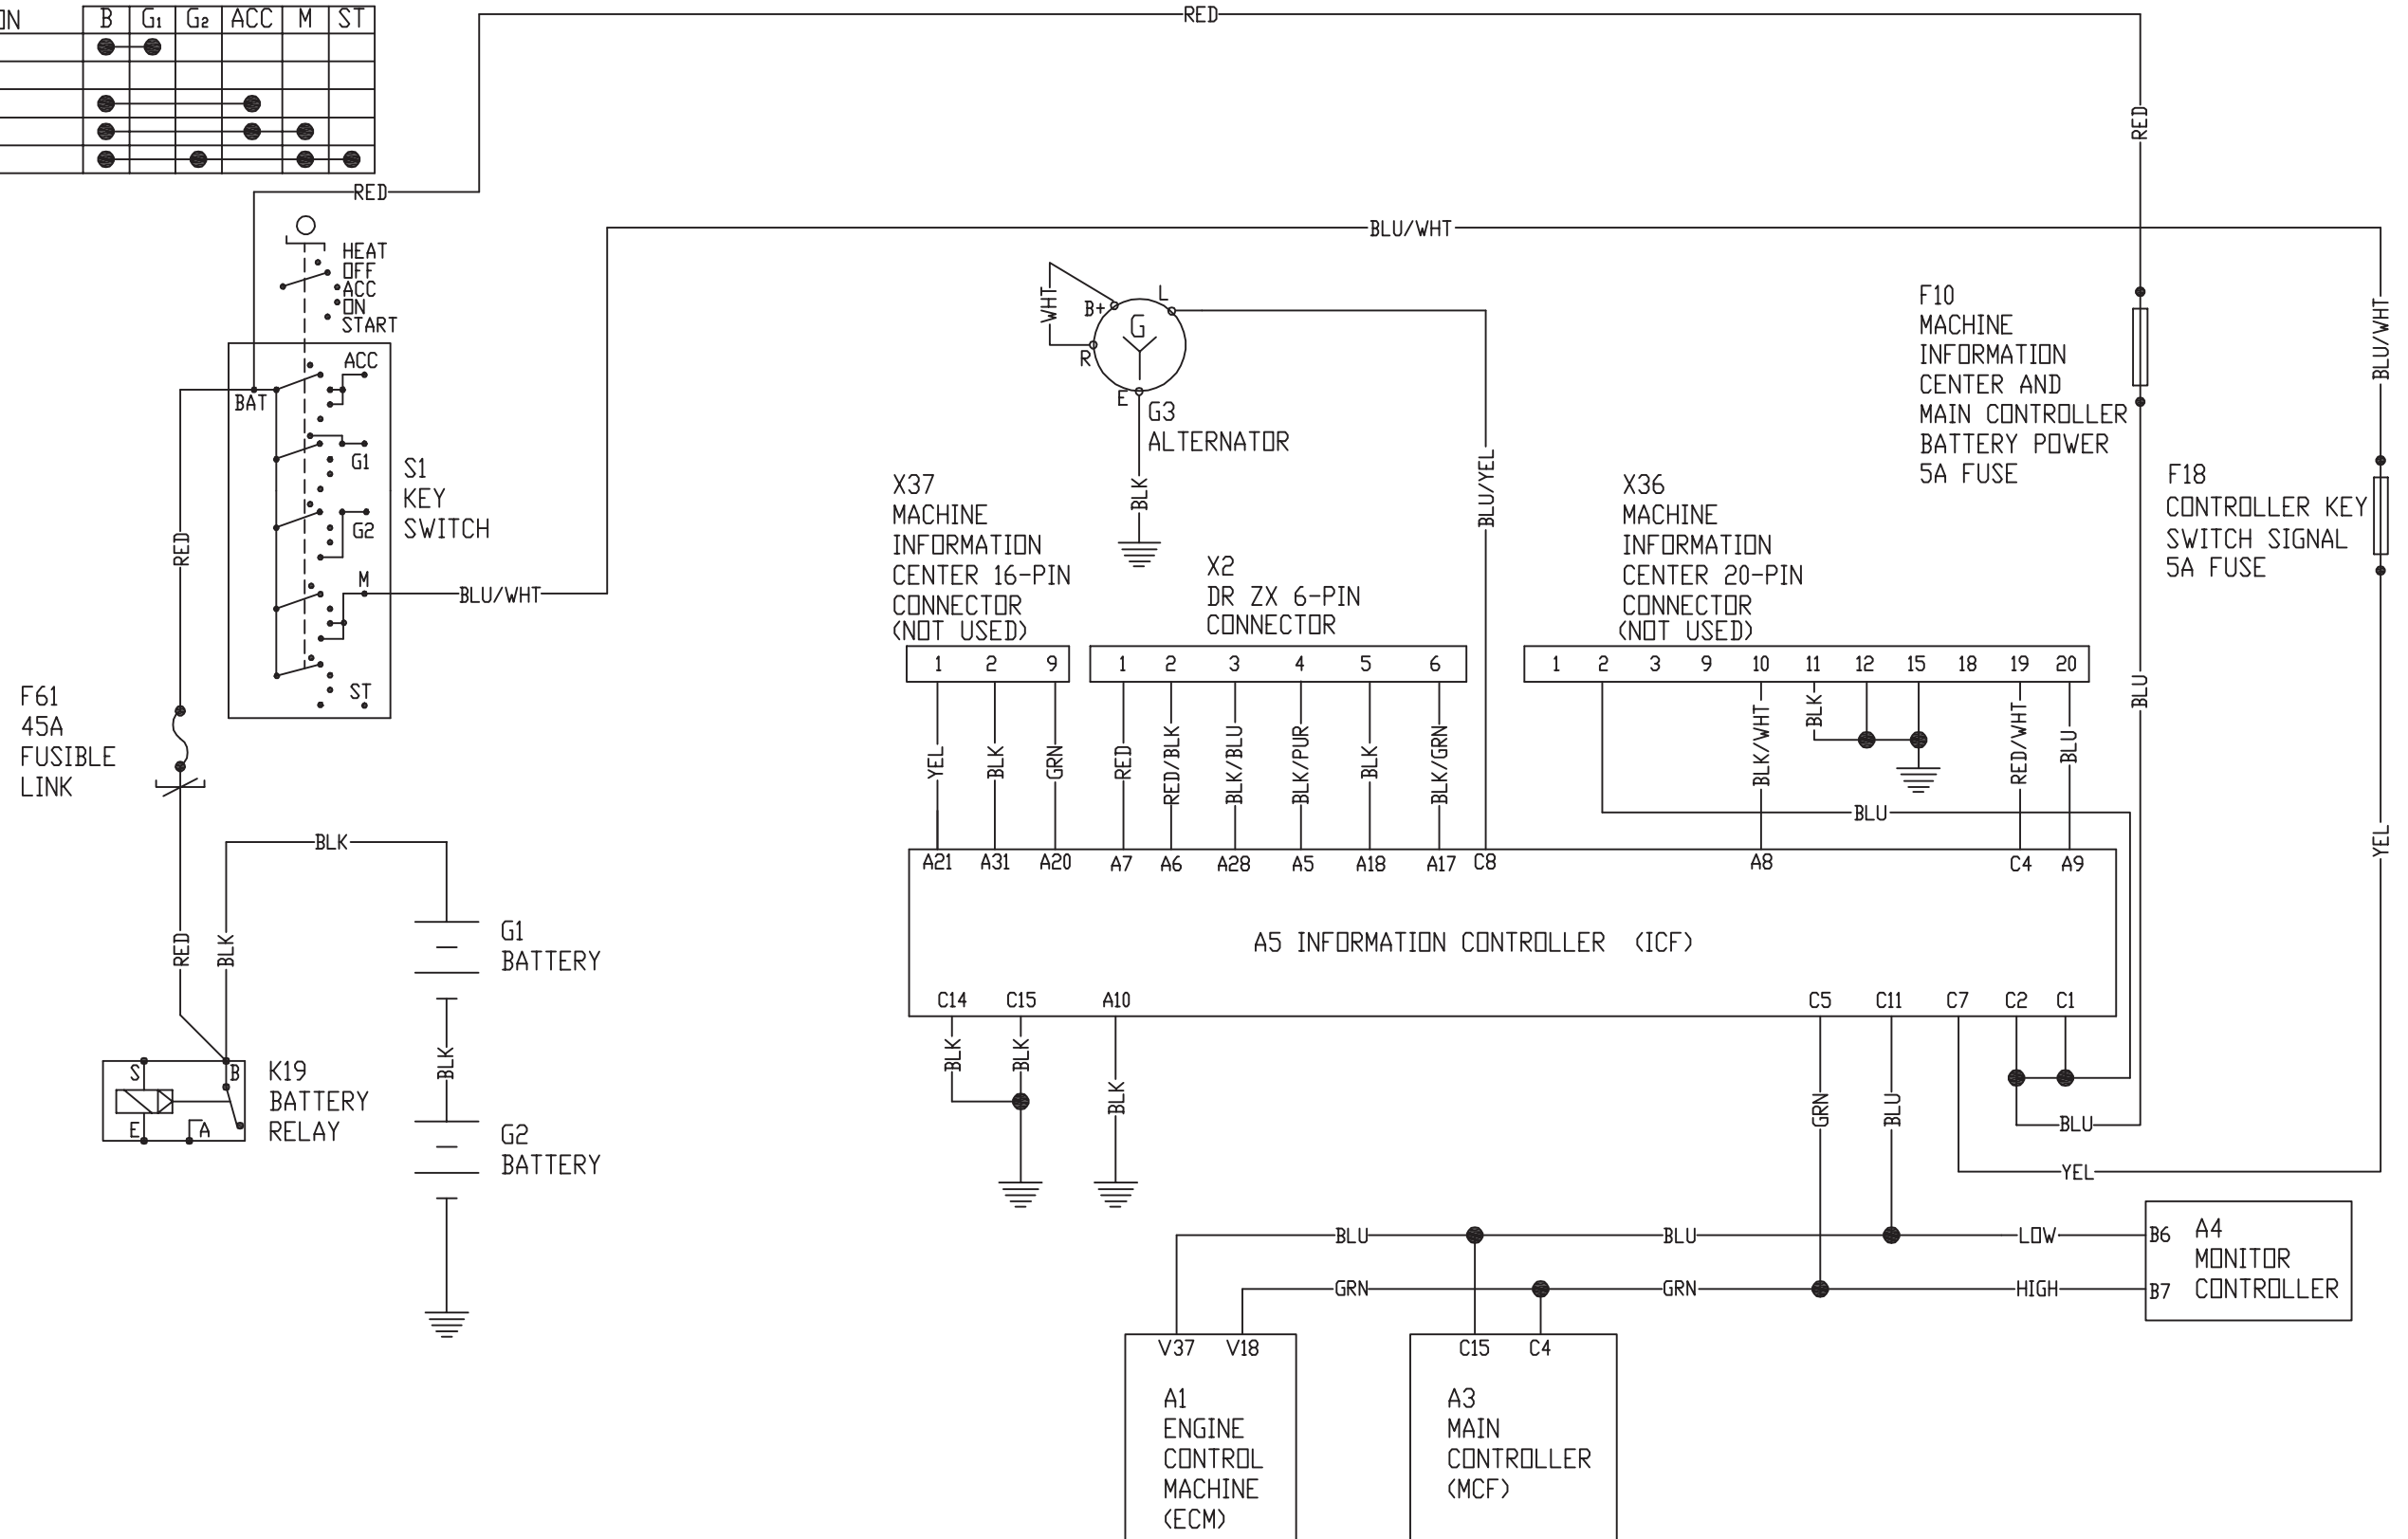 B G1 G2 ACC M ST
RED
RED
RED
HEAT
OFF
ACC
ON
START
BLU/WHT
BLU/WHT
BAT
ACC
G1
G2
M
ST
S1
KEY
SWITCH
BLU/WHT
RED
WHT
B+
L
R
E
G
G3
ALTERNATOR
BLK
BLU/YEL
F10
MACHINE
INFORMATION
CENTER AND
MAIN CONTROLLER
BATTERY POWER
5A FUSE
F18
CONTROLLER KEY
SWITCH SIGNAL
5A FUSE
X37
MACHINE
INFORMATION
CENTER 16-PIN
CONNECTOR
(NOT USED)
X2
DR ZX 6-PIN
CONNECTOR
X36
MACHINE
INFORMATION
CENTER 20-PIN
CONNECTOR
(NOT USED)
1 2 9
1 2 3 4 5 6
1 2 3 9 10 11 12 15 18 19 20
F61
45A
FUSIBLE
LINK
YEL
BLK
GRN
RED
RED/BLK
BLK/BLU
BLK/PUR
BLK
BLK/GRN
BLK/WHT
BLK
RED/WHT
BLU
BLU
BLU
YEL
BLK
A21 A31 A20 A7 A6 A28 A5 A18 A17 C8 A8 C4 A9
A5 INFORMATION CONTROLLER (ICF)
C14 C15 A10 C5 C11 C7 C2 C1
RED
BLK
G1
BATTERY
BLK
G2
BATTERY
S
B
E
A
K19
BATTERY
RELAY
BLK
BLK
BLK
GRN
BLU
BLU
YEL
BLU
BLU
LOW
GRN
GRN
HIGH
B6
B7
A4
MONITOR
CONTROLLER
V37 V18
A1
ENGINE
CONTROL
MACHINE
(ECM)
C15 C4
A3
MAIN
CONTROLLER
(MCF)